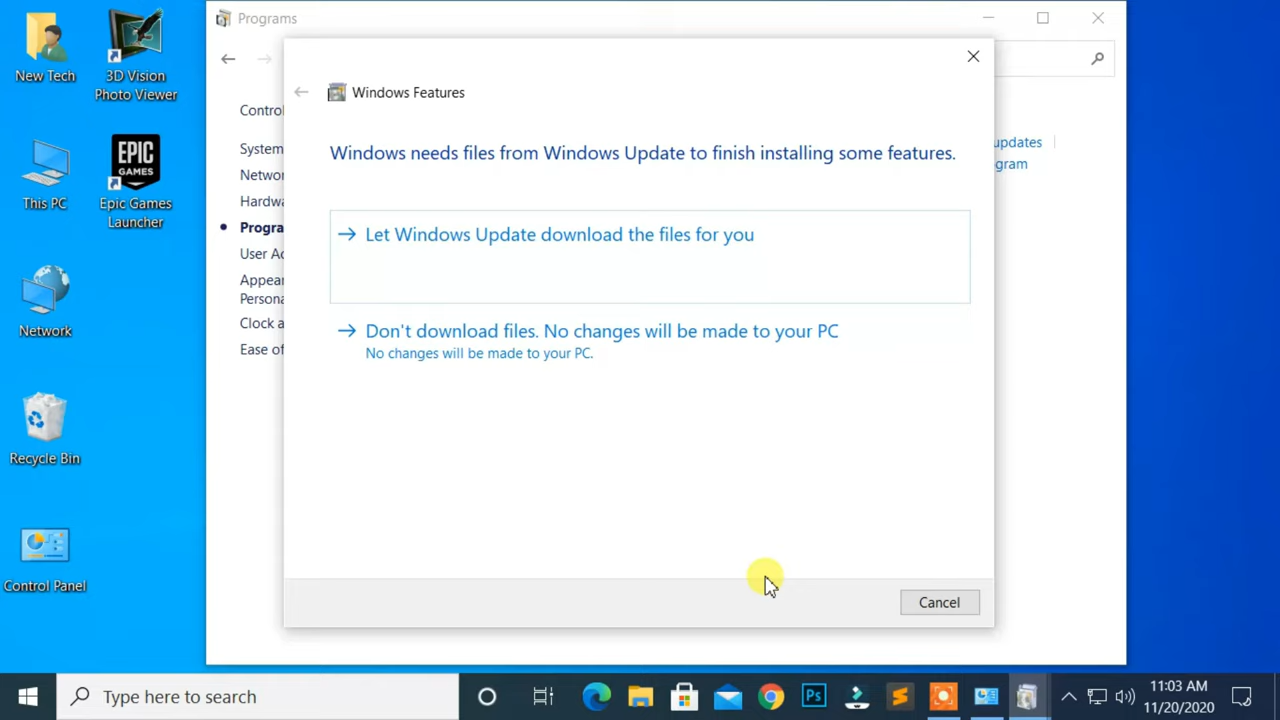 New Tech
3D Vision
Photo Viewer
This PC
EPIC
GAMES
Epic Games
Launcher
Network
Recycle Bin
Control Panel
Programs
Contro
System
Networ
Hardwa
Progra
User Ac
Appear
Persona
Clock a
Ease of
updates
gram
Windows Features
Windows needs files from Windows Update to finish installing some features.
Let Windows Update download the files for you
Don't download files. No changes will be made to your PC
No changes will be made to your PC.
Cancel
Type here to search
Ps
11:03 AM
11/20/2020